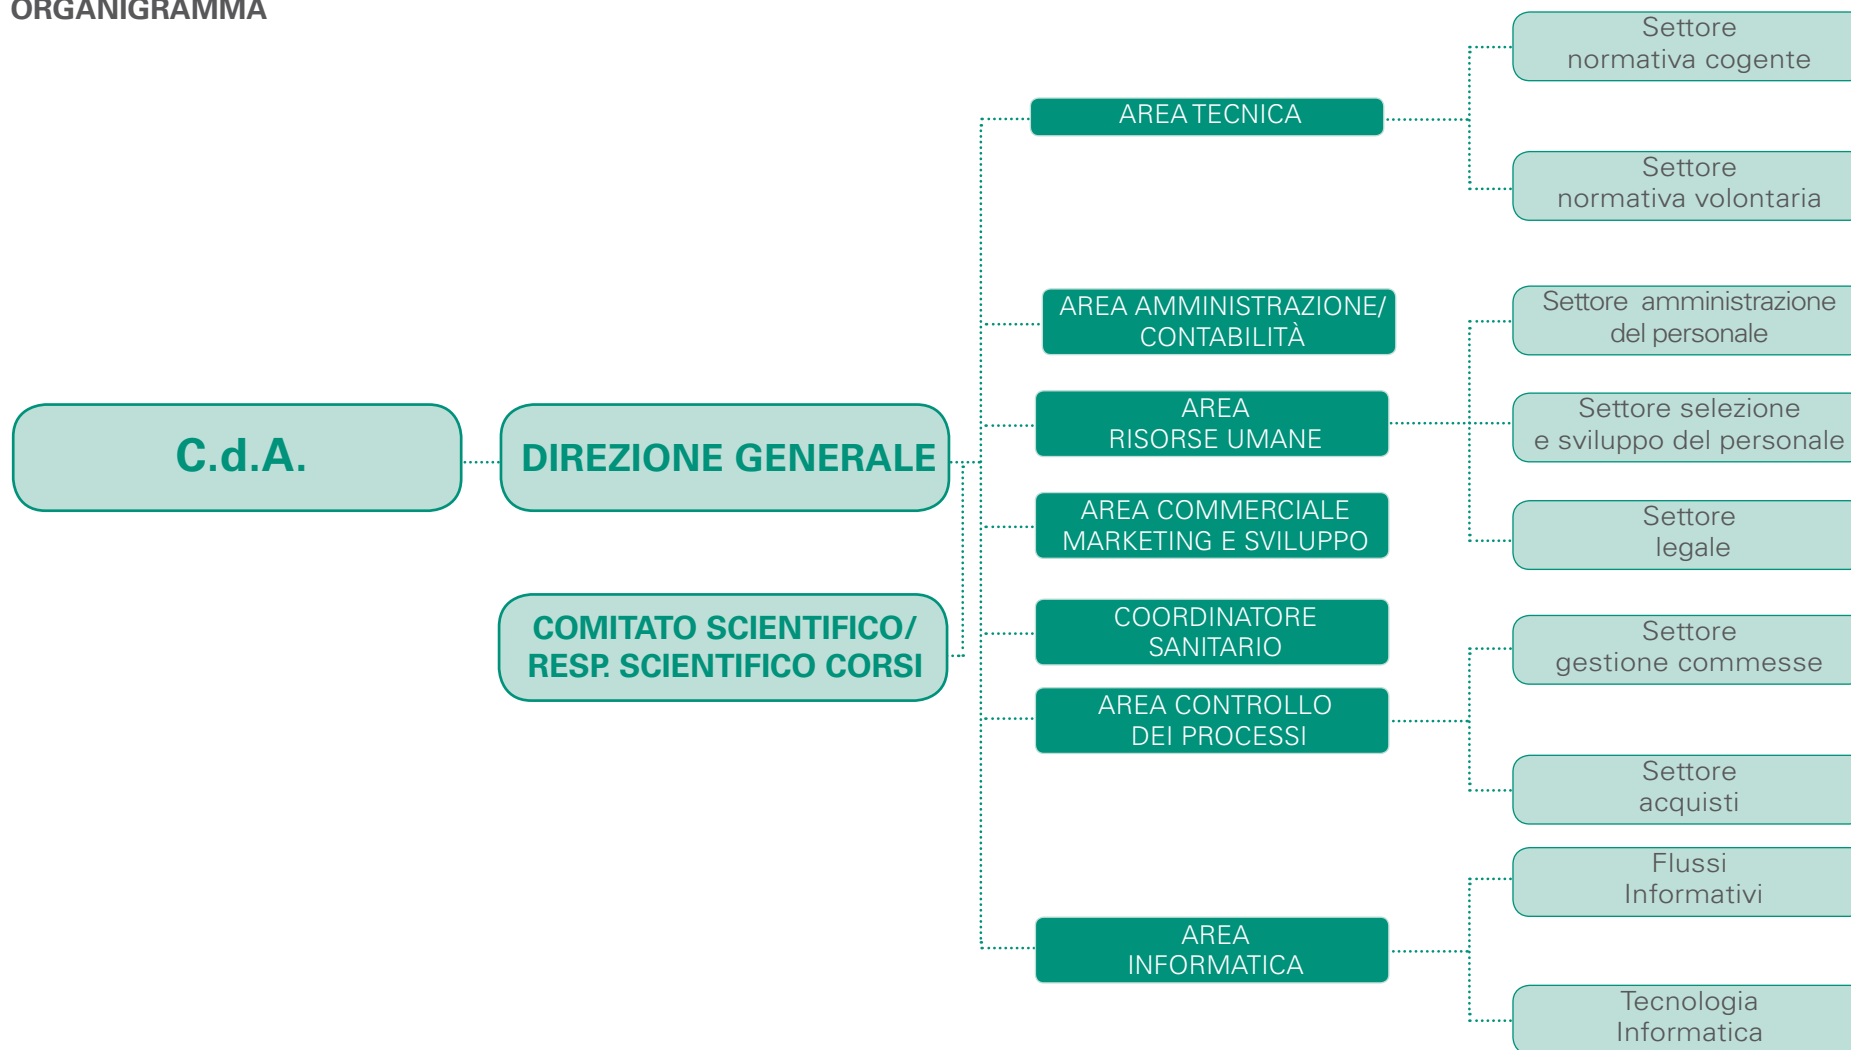 ORGANIGRAMMA
C.d.A.
DIREZIONE GENERALE
COMITATO SCIENTIFICO/
RESP. SCIENTIFICO CORSI
AREA TECNICA
AREA AMMINISTRAZIONE/
CONTABILITÀ
AREA
RISORSE UMANE
AREA COMMERCIALE
MARKETING E SVILUPPO
COORDINATORE
SANITARIO
AREA CONTROLLO
DEI PROCESSI
AREA
INFORMATICA
Settore
normativa cogente
Settore
normativa volontaria
Settore amministrazione
del personale
Settore selezione
e sviluppo del personale
Settore
legale
Settore
gestione commesse
Settore
acquisti
Flussi
Informativi
Tecnologia
Informatica